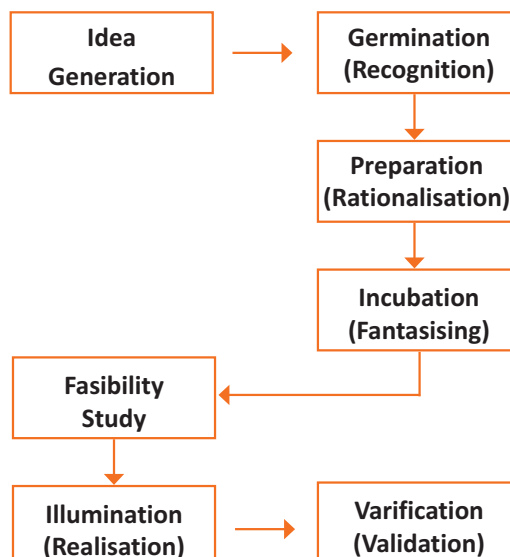 Idea
Generation
Germination
(Recognition)
Preparation
(Rationalisation)
Incubation
(Fantasising)
Fasibility
Study
Illumination
(Realisation)
Varification
(Validation)